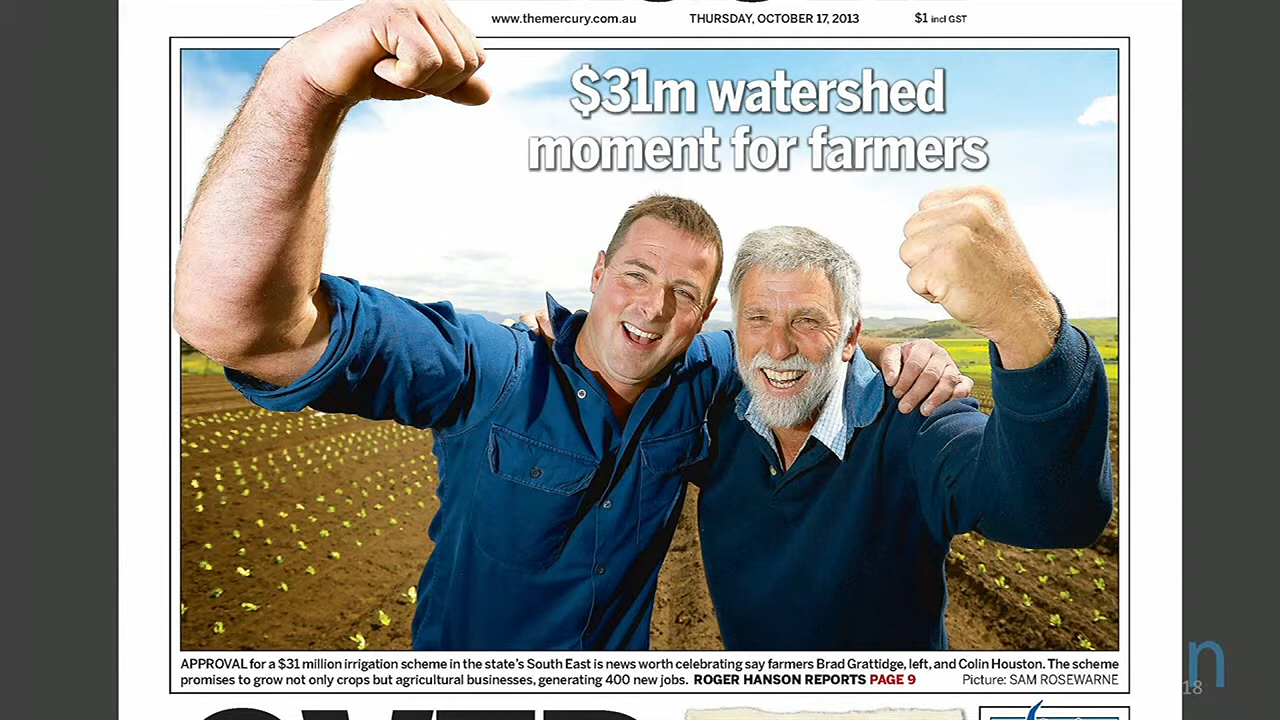 www.themercury.com.au THURSDAY, OCTOBER 17, 2013 $1 incl GST
$31m watershed
moment for farmers
APPROVAL for a $31 million irrigation scheme in the state's South East is news worth celebrating say farmers Brad Grattidge, left, and Colin Houston. The scheme
promises to grow not only crops but agricultural businesses, generating 400 new jobs. ROGER HANSON REPORTS PAGE 9 Picture: SAM ROSEWARNE
n
18